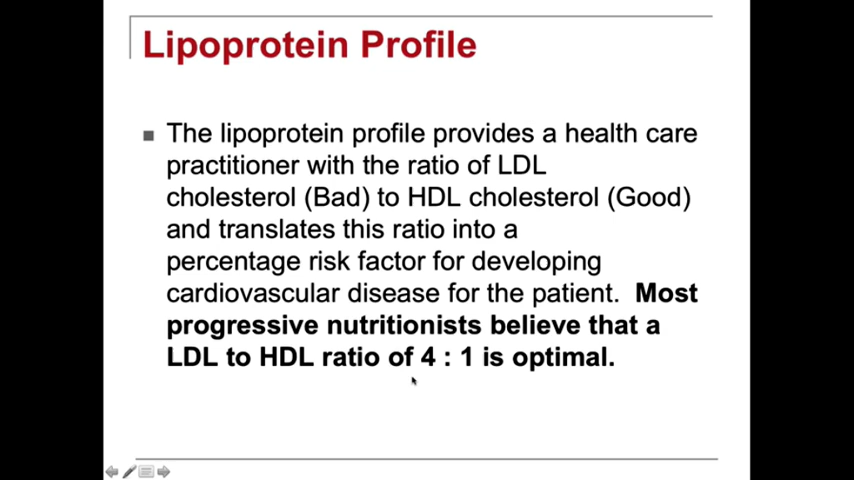 Lipoprotein Profile
The lipoprotein profile provides a health care
practitioner with the ratio of LDL
cholesterol (Bad) to HDL cholesterol (Good)
and translates this ratio into a
percentage risk factor for developing
cardiovascular disease for the patient. Most
progressive nutritionists believe that a
LDL to HDL ratio of 4 : 1 is optimal.